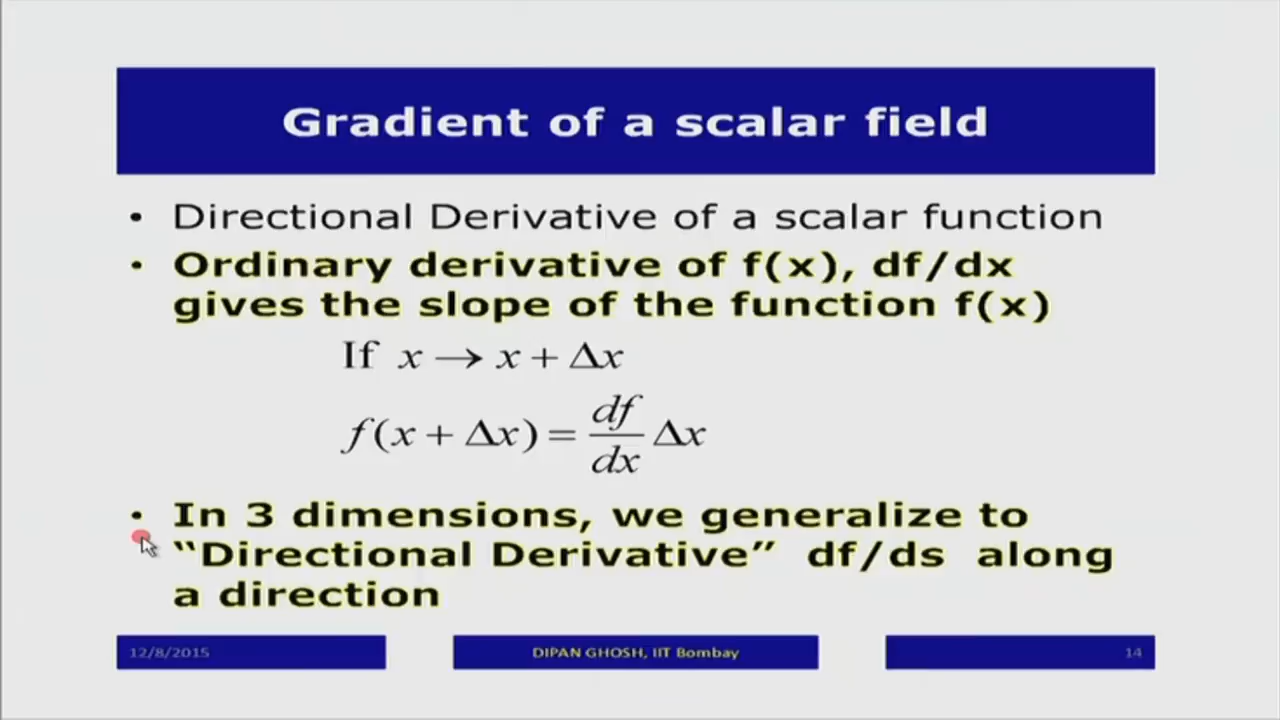 Gradient of a scalar field
• Directional Derivative of a scalar function
• Ordinary derivative of f(x), df/dx
gives the slope of the function f(x)
If x → x + Δx
f(x + Δx) = df/dx Δx
• In 3 dimensions, we generalize to
“Directional Derivative” df/ds along
a direction
12/8/2015
DIPAN GHOSH, IIT Bombay
14